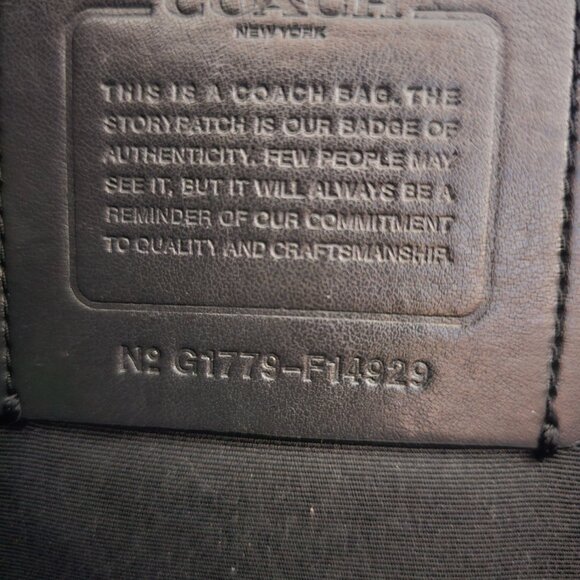 COACH
NEW YORK
THIS IS A COACH BAG. THE
STORYPATCH IS OUR BADGE OF
AUTHENTICITY. FEW PEOPLE MAY
SEE IT, BUT IT WILL ALWAYS BE A
REMINDER OF OUR COMMITMENT
TO QUALITY AND CRAFTSMANSHIP.
Nº G1779-F14929